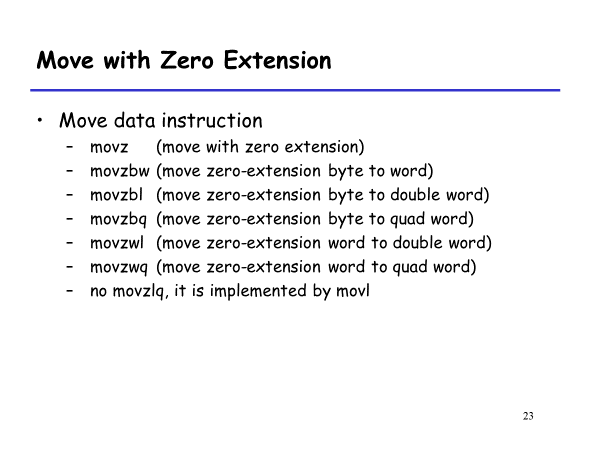 Move with Zero Extension
• Move data instruction
– movz (move with zero extension)
– movzbw (move zero-extension byte to word)
– movzbl (move zero-extension byte to double word)
– movzbq (move zero-extension byte to quad word)
– movzwl (move zero-extension word to double word)
– movzwq (move zero-extension word to quad word)
– no movzlq, it is implemented by movl
23